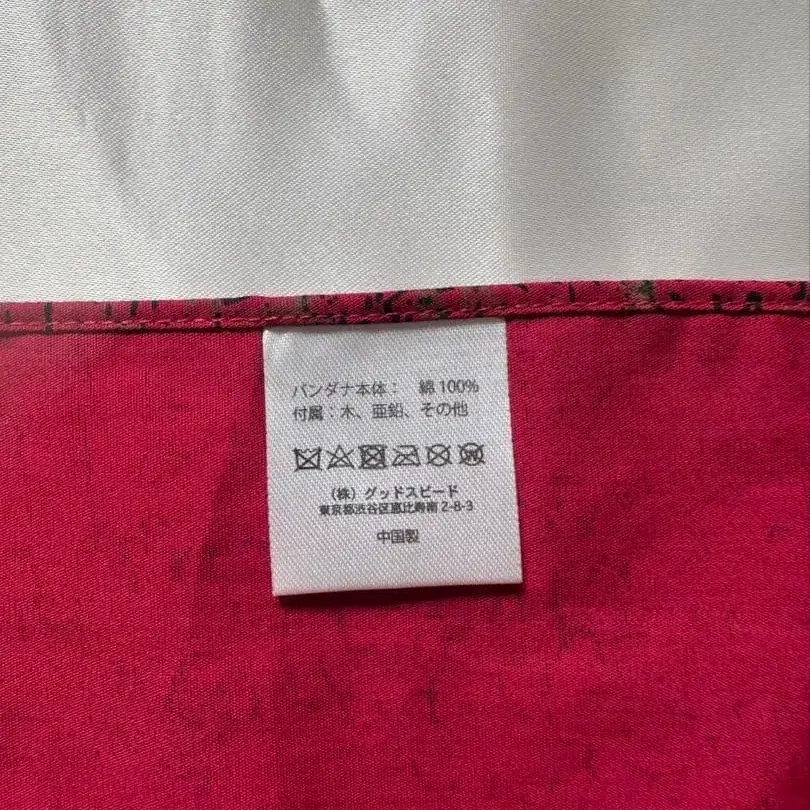 バンダナ本体： 綿 100%
付属：木、亜鉛、その他
（株）グッドスピード
東京都渋谷区恵比寿南 2-8-3
中国製